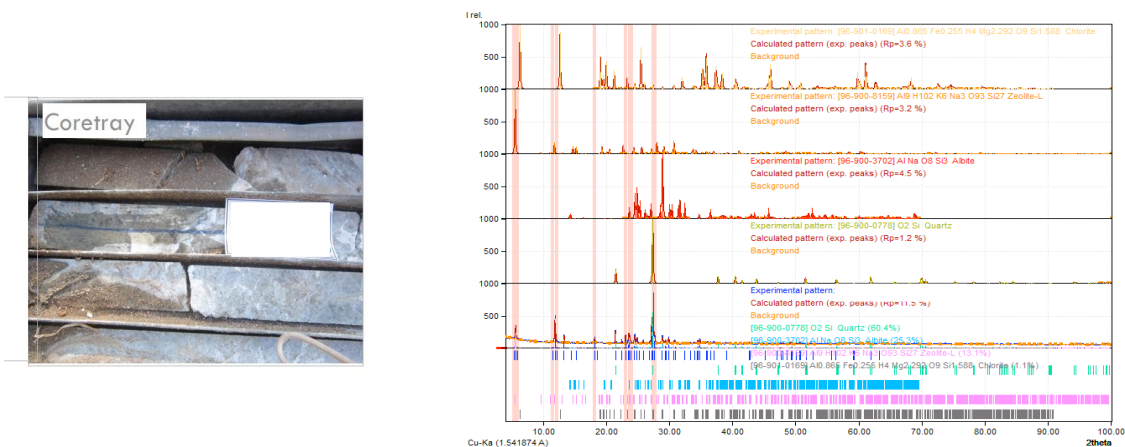 Coretray
I rel.
1000
Experimental pattern: [96-901-0169] Al0.865 Fe0.255 H4 Mg2.292 O9 Si1.588 Chlorite
Calculated pattern (exp. peaks) (Rp=3.6 %)
Background
500
1000
Experimental pattern: [96-900-8159] Al9 H102 K6 Na3 O93 Si27 Zeolite-L
Calculated pattern (exp. peaks) (Rp=3.2 %)
Background
500
1000
Experimental pattern: [96-900-3702] Al Na O8 Si3 Albite
Calculated pattern (exp. peaks) (Rp=4.5 %)
Background
500
1000
Experimental pattern: [96-900-0778] O2 Si Quartz
Calculated pattern (exp. peaks) (Rp=1.2 %)
Background
500
1000
Experimental pattern:
Calculated pattern (exp. peaks) (Rp=11.5 %)
Background
500
[96-900-0778] O2 Si Quartz (60.4%)
[96-900-3702] Al Na O8 Si3 Albite (25.3%)
H102 K6 Na3 O93 Si27 Zeolite-L (13.1%)
[96-901-0169] Al0.865 Fe0.255 H4 Mg2.292 O9 Si1.588 Chlorite (1.1%)
10.00 20.00 30.00 40.00 50.00 60.00 70.00 80.00 90.00 100.00
Cu-Ka (1.541874 A) 2theta